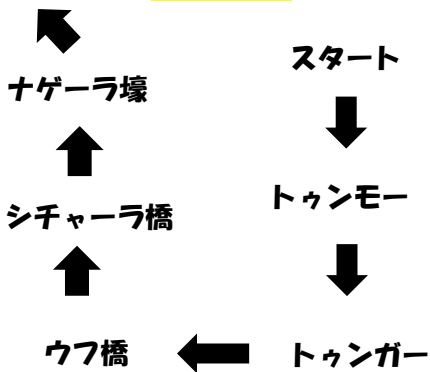 スタート
トゥンモー
トゥンガー
ウフ橋
シチャーラ橋
ナゲーラ壕